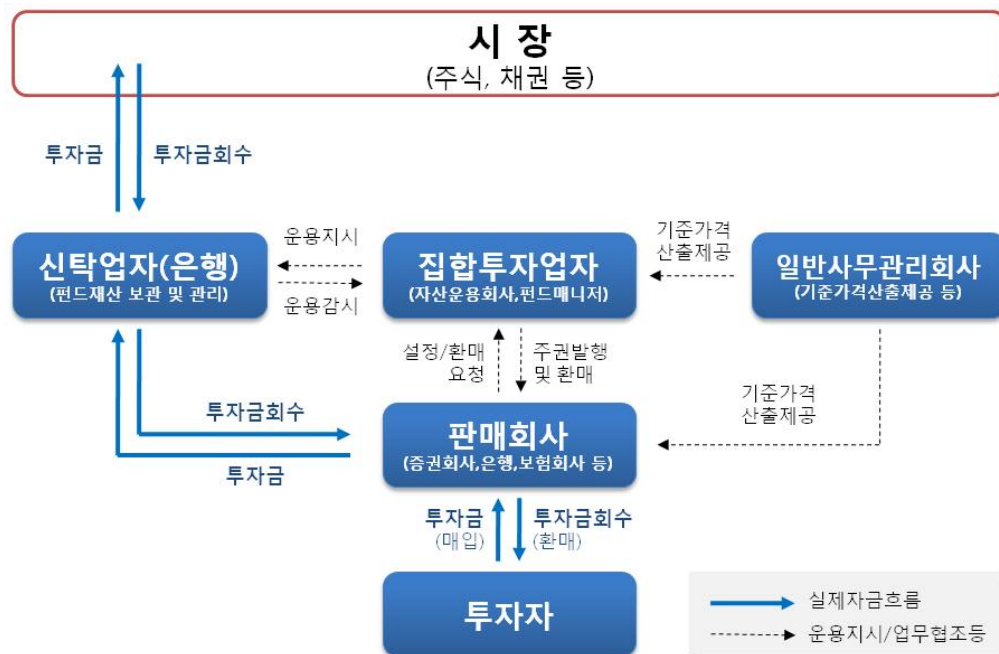 시 장
(주식, 채권 등)
투자금
투자금회수
신탁업자(은행)
(펀드재산 보관 및 관리)
운용지시
운용감시
집합투자업자
(자산운용회사,펀드매니저)
기준가격
산출제공
일반사무관리회사
(기준가격산출제공 등)
설정/환매
요청
주권발행
및 환매
기준가격
산출제공
투자금회수
투자금
판매회사
(증권회사,은행,보험회사 등)
투자금
(매입)
투자금회수
(환매)
투자자
실제자금흐름
운용지시/업무협조등